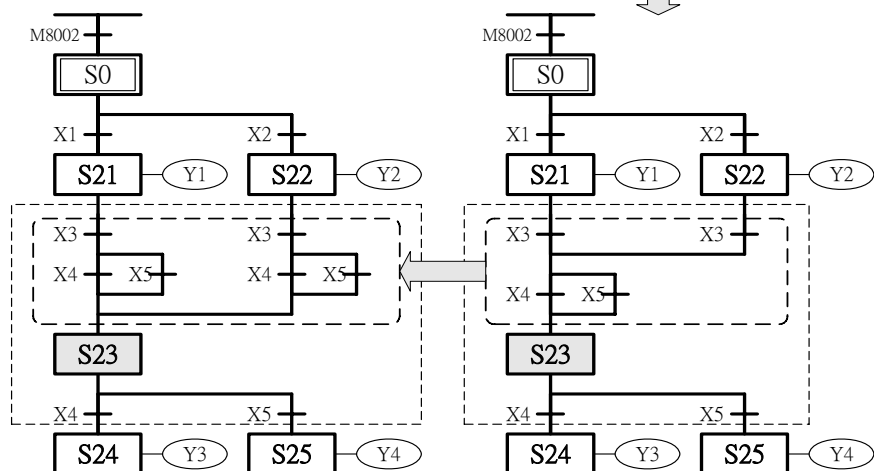 M8002 M8002
S0 S0
X1 X2 X1 X2
S21 Y1 S22 Y2 S21 Y1 S22 Y2
X3 X3 X3 X3
X4 X5 X4 X5
X4 X5
S23 S23
X4 X5 X4 X5
S24 Y3 S25 Y4 S24 Y3 S25 Y4